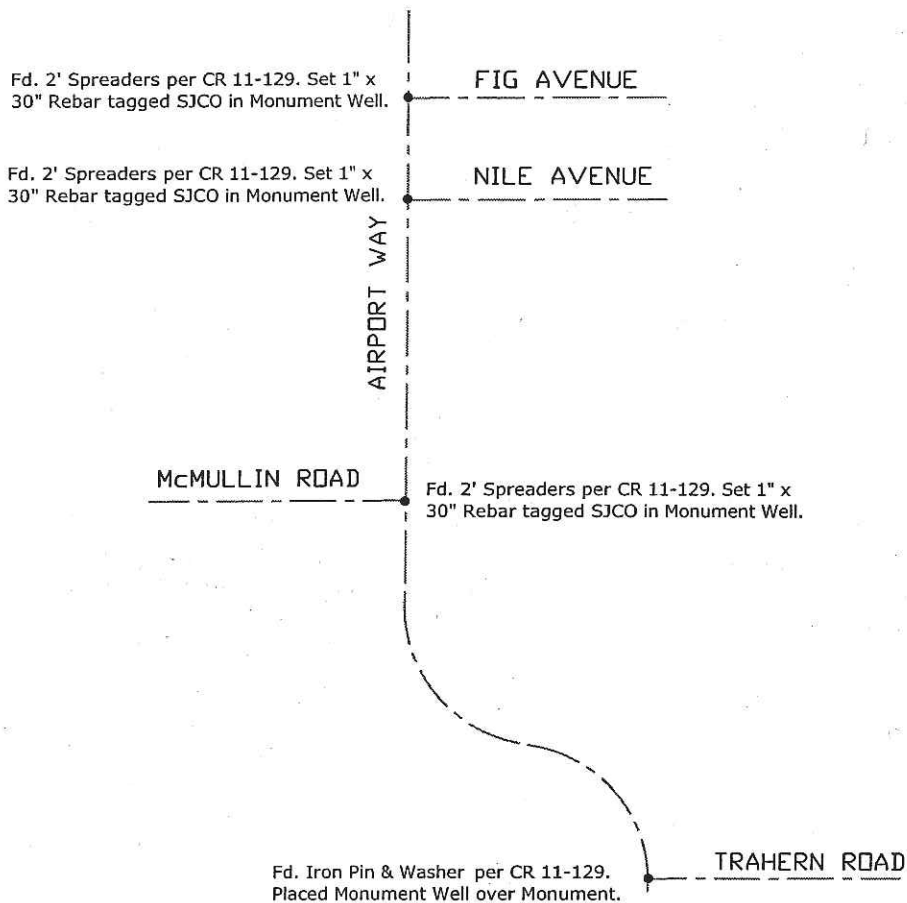 Fd. 2' Spreaders per CR 11-129. Set 1" x
30" Rebar tagged SJCO in Monument Well.
FIG AVENUE
Fd. 2' Spreaders per CR 11-129. Set 1" x
30" Rebar tagged SJCO in Monument Well.
NILE AVENUE
AIRPORT WAY
McMULLIN ROAD
Fd. 2' Spreaders per CR 11-129. Set 1" x
30" Rebar tagged SJCO in Monument Well.
Fd. Iron Pin & Washer per CR 11-129.
Placed Monument Well over Monument.
TRAHERN ROAD